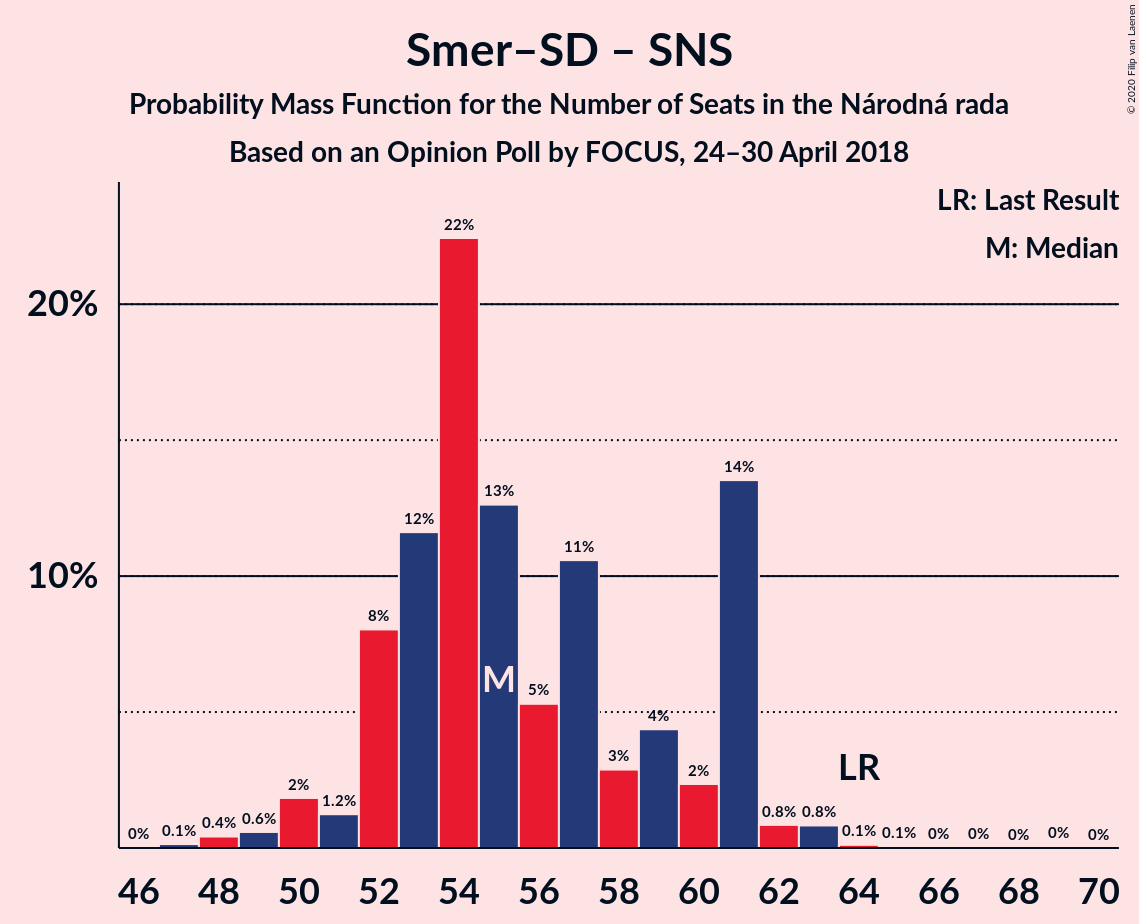 Smer–SD – SNS
Probability Mass Function for the Number of Seats in the Národná rada
Based on an Opinion Poll by FOCUS, 24–30 April 2018
© 2020 Filip van Laenen
LR: Last Result
M: Median
20%
10%
0% 0.1% 0.4% 0.6% 2% 1.2% 8% 12% 22% 13% 5% 11% 3% 4% 2% 14% 0.8% 0.8% 0.1% 0.1% 0% 0% 0% 0% 0%
M
LR
46 48 50 52 54 56 58 60 62 64 66 68 70